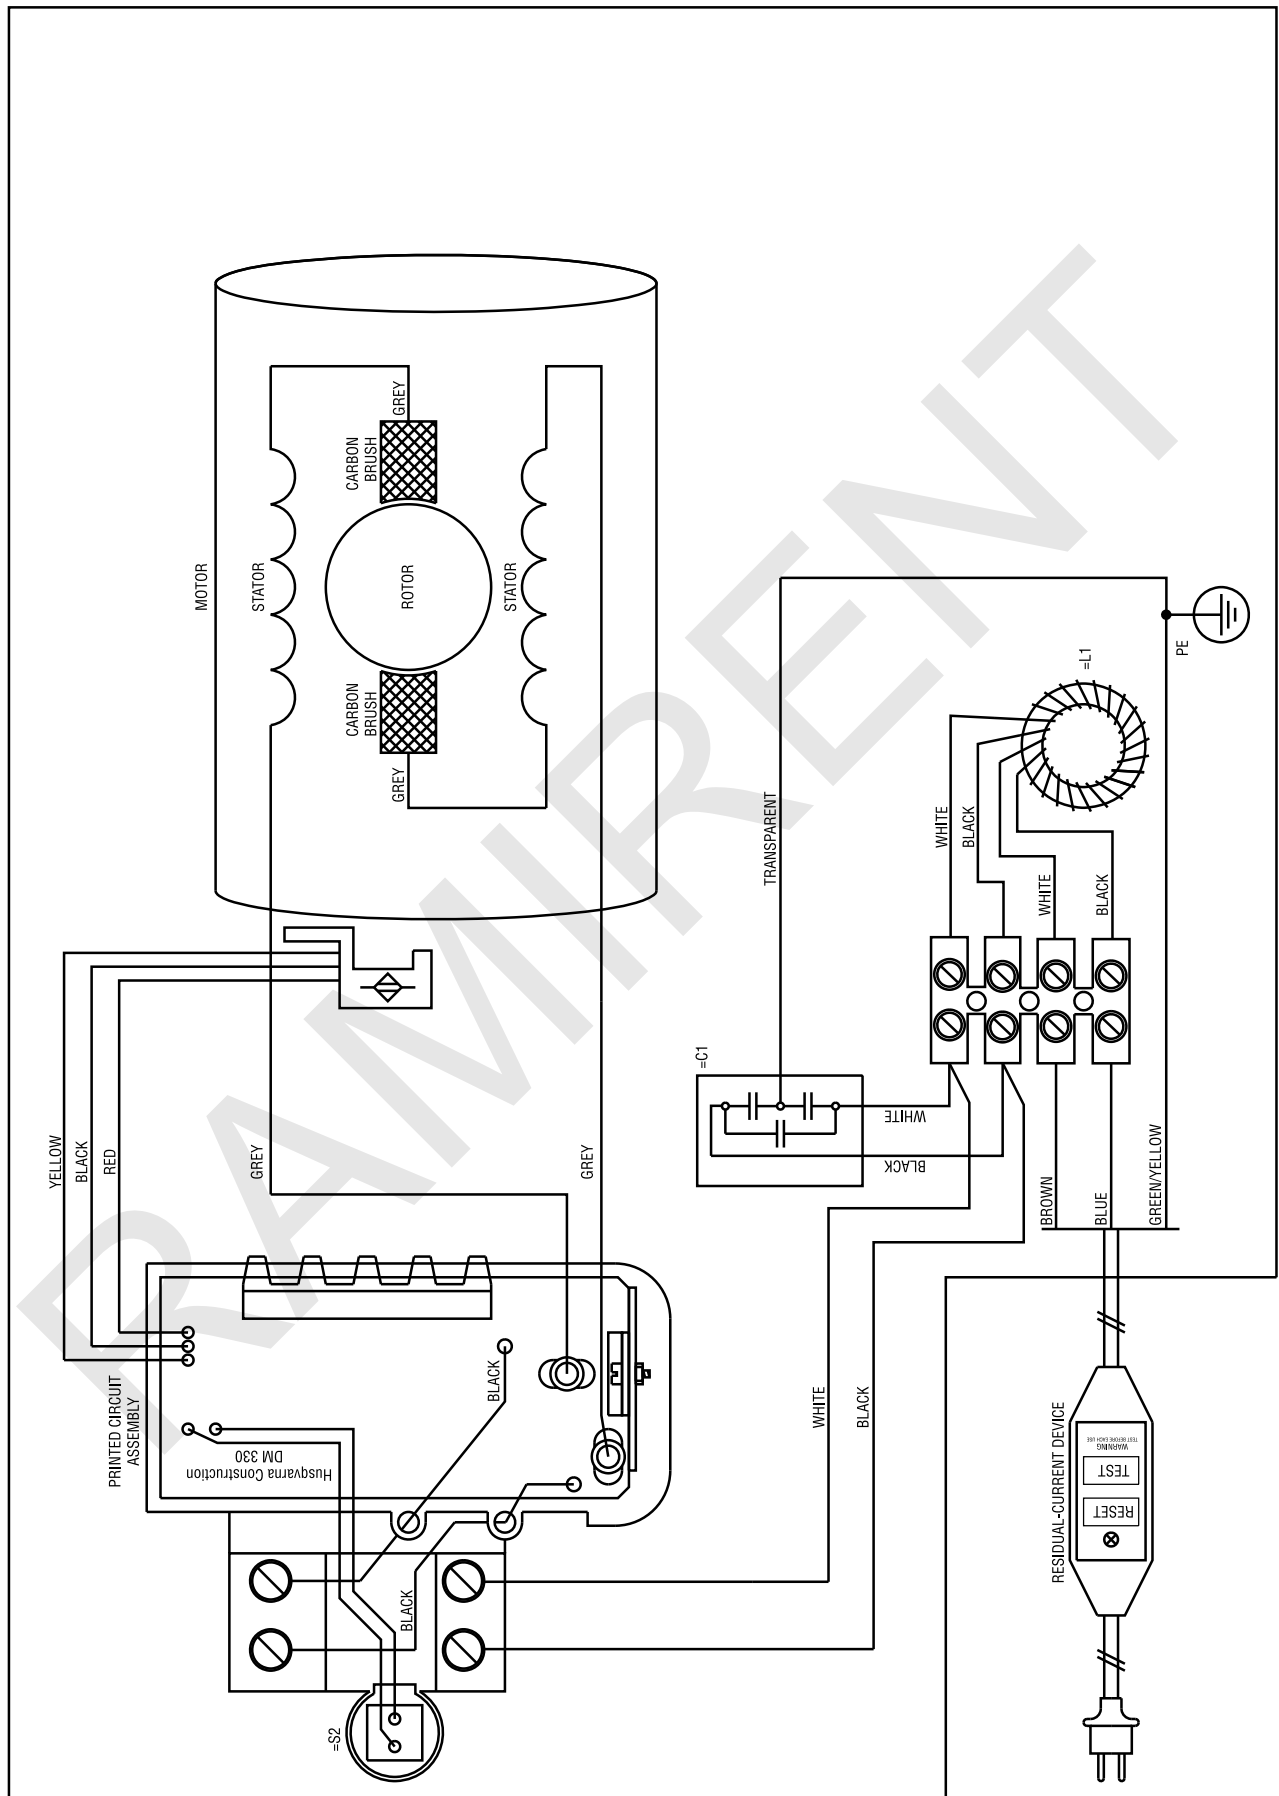 GREY
CARBON
BRUSH
MOTOR
STATOR
ROTOR
STATOR
CARBON
BRUSH
GREY
PE
=L1
TRANSPARENT
WHITE
BLACK
WHITE
BLACK
=C1
WHITE
BLACK
YELLOW
BLACK
RED
GREY
GREY
BROWN
BLUE
GREEN/YELLOW
PRINTED CIRCUIT
ASSEMBLY
BLACK
Husqvarna Construction
DM 330
WHITE
BLACK
RESIDUAL-CURRENT DEVICE
WARNING
TEST BEFORE EACH USE
TEST
RESET
BLACK
=S2
RAMIRENT